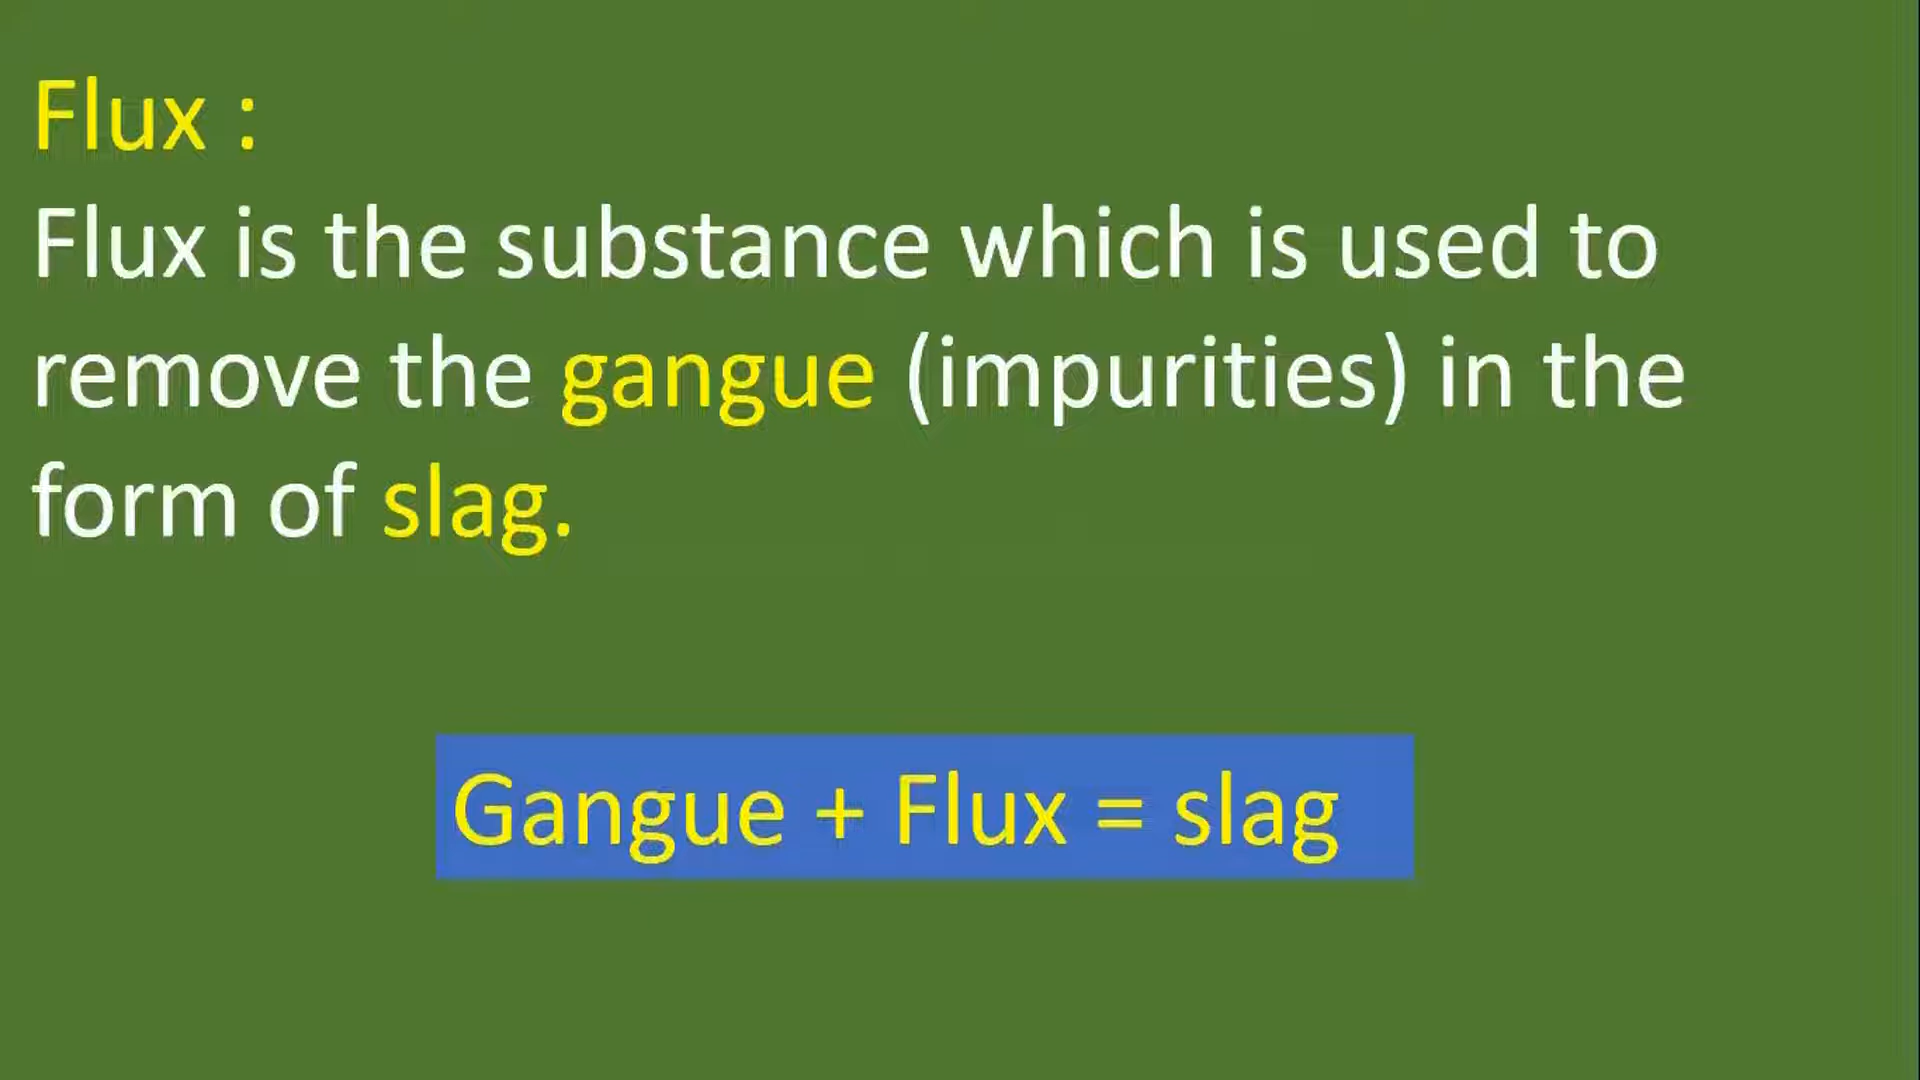 Flux :
Flux is the substance which is used to
remove the gangue (impurities) in the
form of slag.
Gangue + Flux = slag